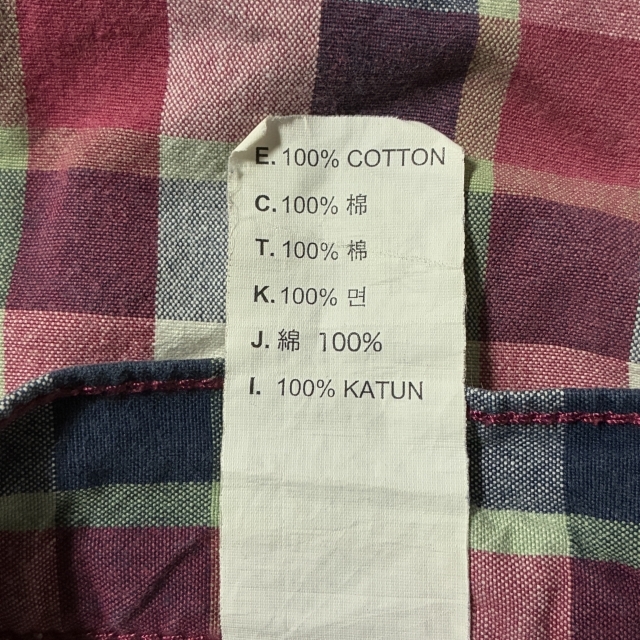 E. 100% COTTON
C. 100% 棉
T. 100% 棉
K. 100% 면
J. 綿 100%
I. 100% KATUN